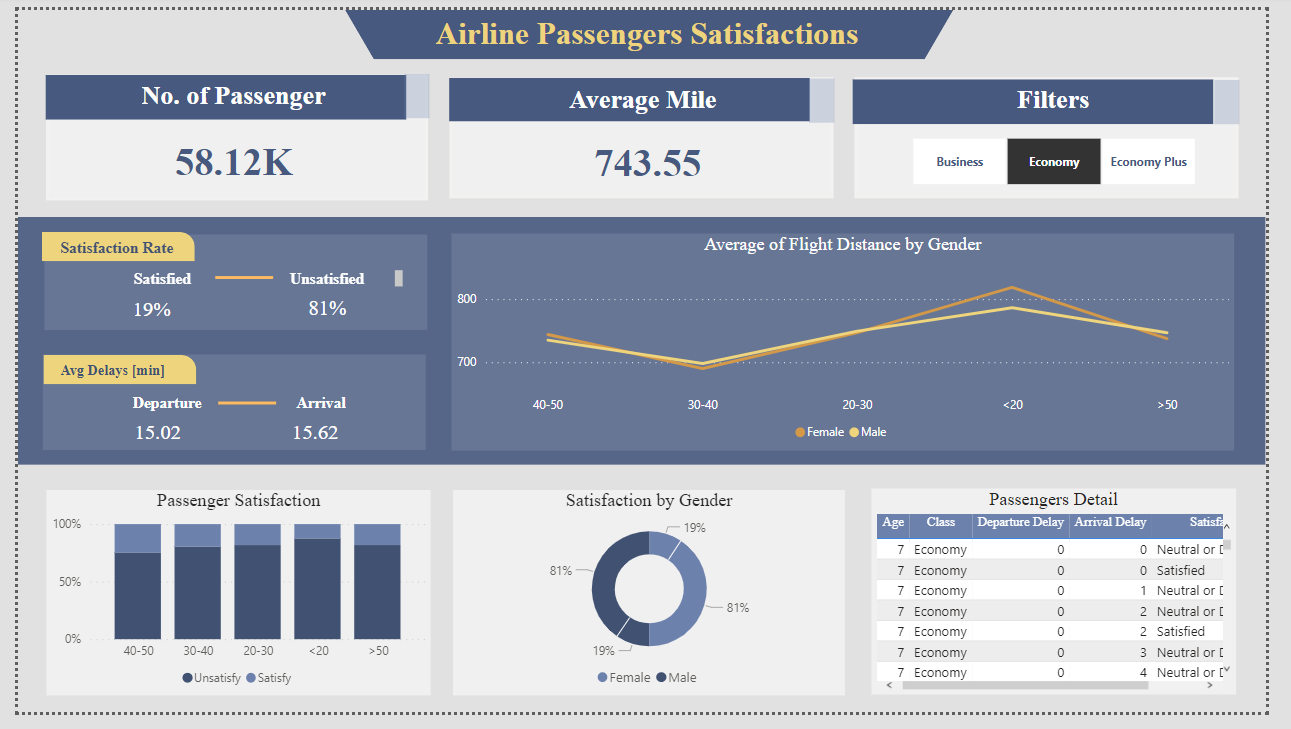 Airline Passengers Satisfactions
No. of Passenger
58.12K
Average Mile
743.55
Filters
Business
Economy
Economy Plus
Satisfaction Rate
Satisfied
Unsatisfied
19%
81%
Avg Delays [min]
Departure
Arrival
15.02
15.62
Average of Flight Distance by Gender
800
700
40-50
30-40
20-30
<20
>50
Female
Male
Passenger Satisfaction
100%
50%
0%
40-50
30-40
20-30
<20
>50
Unsatisfy
Satisfy
Satisfaction by Gender
19%
81%
81%
19%
Female
Male
Passengers Detail
Age Class Departure Delay Arrival Delay Satisfa
7 Economy 0 0 Neutral or D
7 Economy 0 0 Satisfied
7 Economy 0 1 Neutral or D
7 Economy 0 2 Neutral or D
7 Economy 0 2 Satisfied
7 Economy 0 3 Neutral or D
7 Economy 0 4 Neutral or D